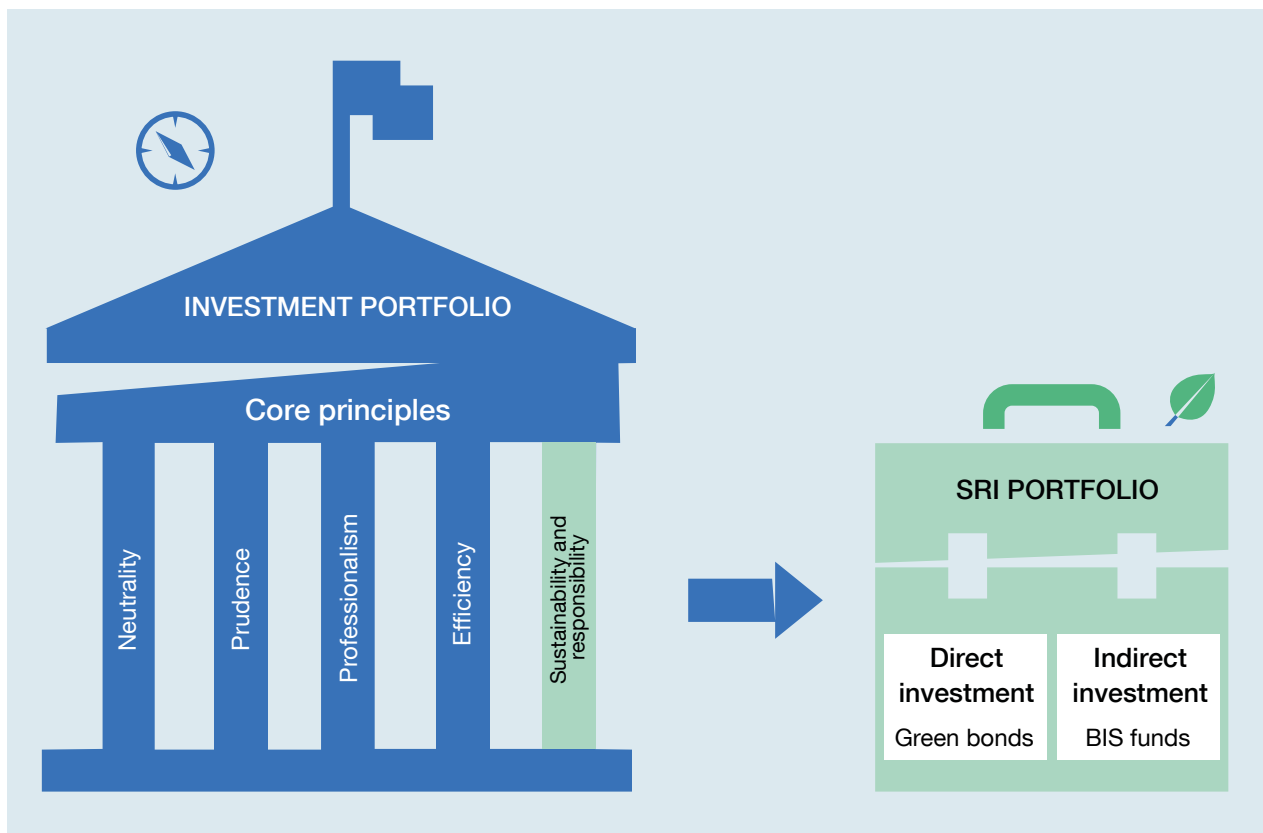 INVESTMENT PORTFOLIO
Core principles
Neutrality
Prudence
Professionalism
Efficiency
Sustainability and
responsibility
SRI PORTFOLIO
Direct
investment
Green bonds
Indirect
investment
BIS funds